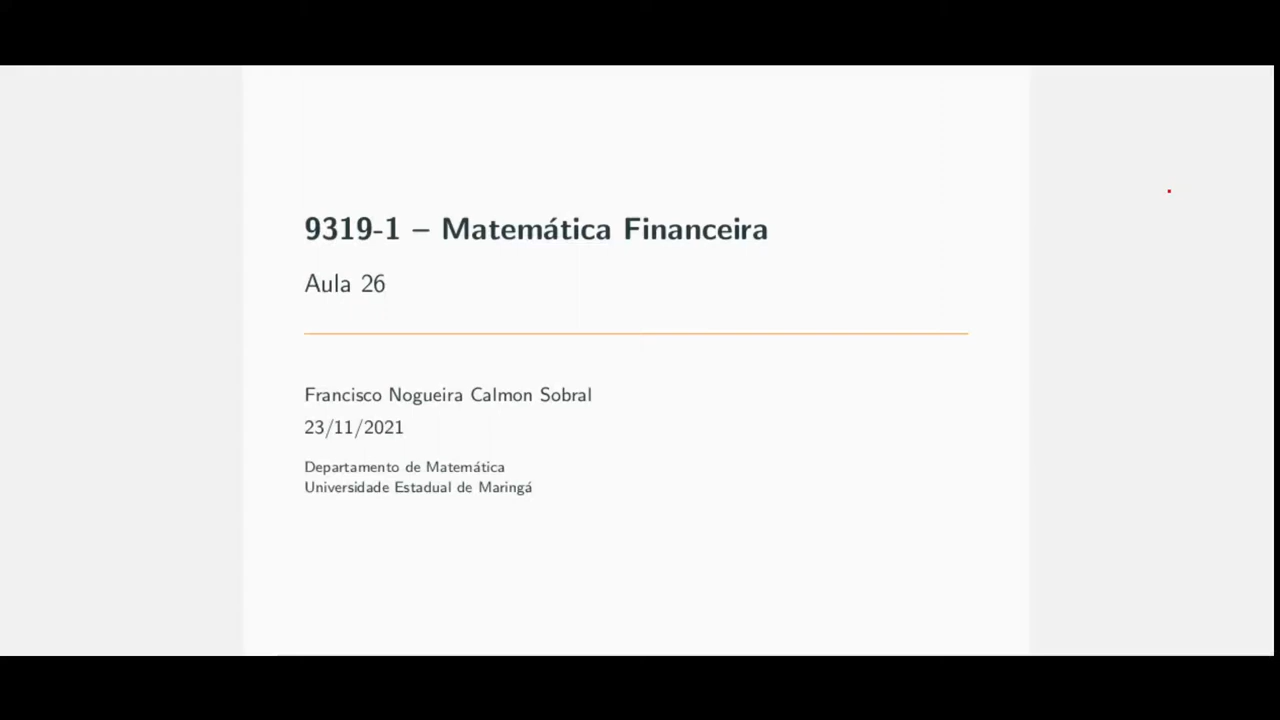 9319-1 – Matemática Financeira
Aula 26
Francisco Nogueira Calmon Sobral
23/11/2021
Departamento de Matemática
Universidade Estadual de Maringá